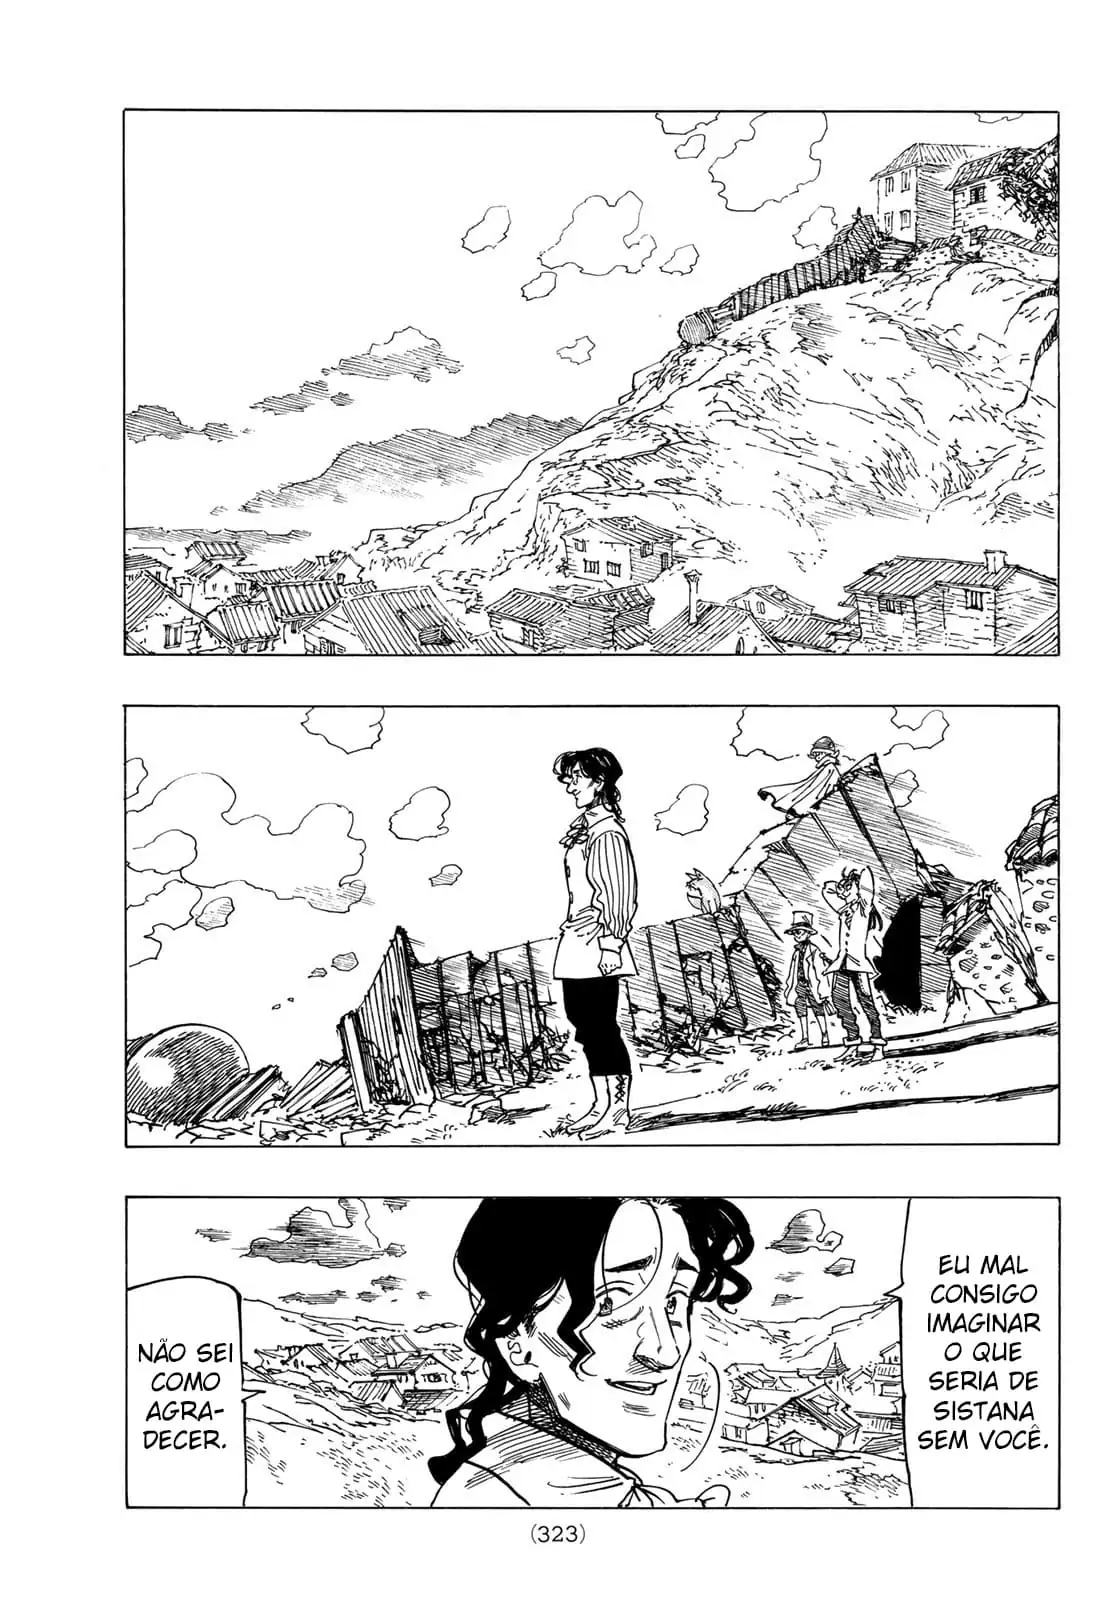 EU MAL
CONSIGO
IMAGINAR
O QUE
SERIA DE
SISTANA
SEM VOCÊ.
NÃO SEI
COMO
AGRA-
DECER.
(323)